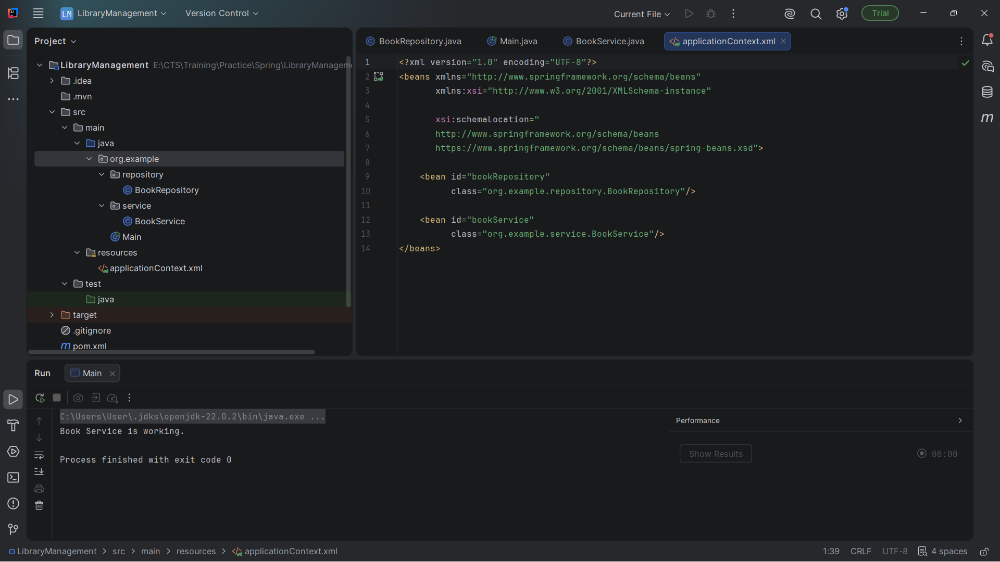 LM LibraryManagement Version Control Current File Trial
Project
LibraryManagement E:\CTS\Training\Practice\Spring\LibraryManagem
.idea
.mvn
src
main
java
org.example
repository
BookRepository
service
BookService
Main
resources
applicationContext.xml
test
java
target
.gitignore
pom.xml
BookRepository.java Main.java BookService.java applicationContext.xml
1 <?xml version="1.0" encoding="UTF-8"?>
2 <beans xmlns="http://www.springframework.org/schema/beans"
3 xmlns:xsi="http://www.w3.org/2001/XMLSchema-instance"
4
5 xsi:schemaLocation="
6 http://www.springframework.org/schema/beans
7 https://www.springframework.org/schema/beans/spring-beans.xsd">
8
9 <bean id="bookRepository"
10 class="org.example.repository.BookRepository"/>
11
12 <bean id="bookService"
13 class="org.example.service.BookService"/>
14 </beans>
Run Main
C:\Users\User\.jdks\openjdk-22.0.2\bin\java.exe ...
Book Service is working.
Process finished with exit code 0
Performance
Show Results 00:00
LibraryManagement > src > main > resources > applicationContext.xml 1:39 CRLF UTF-8 4 spaces